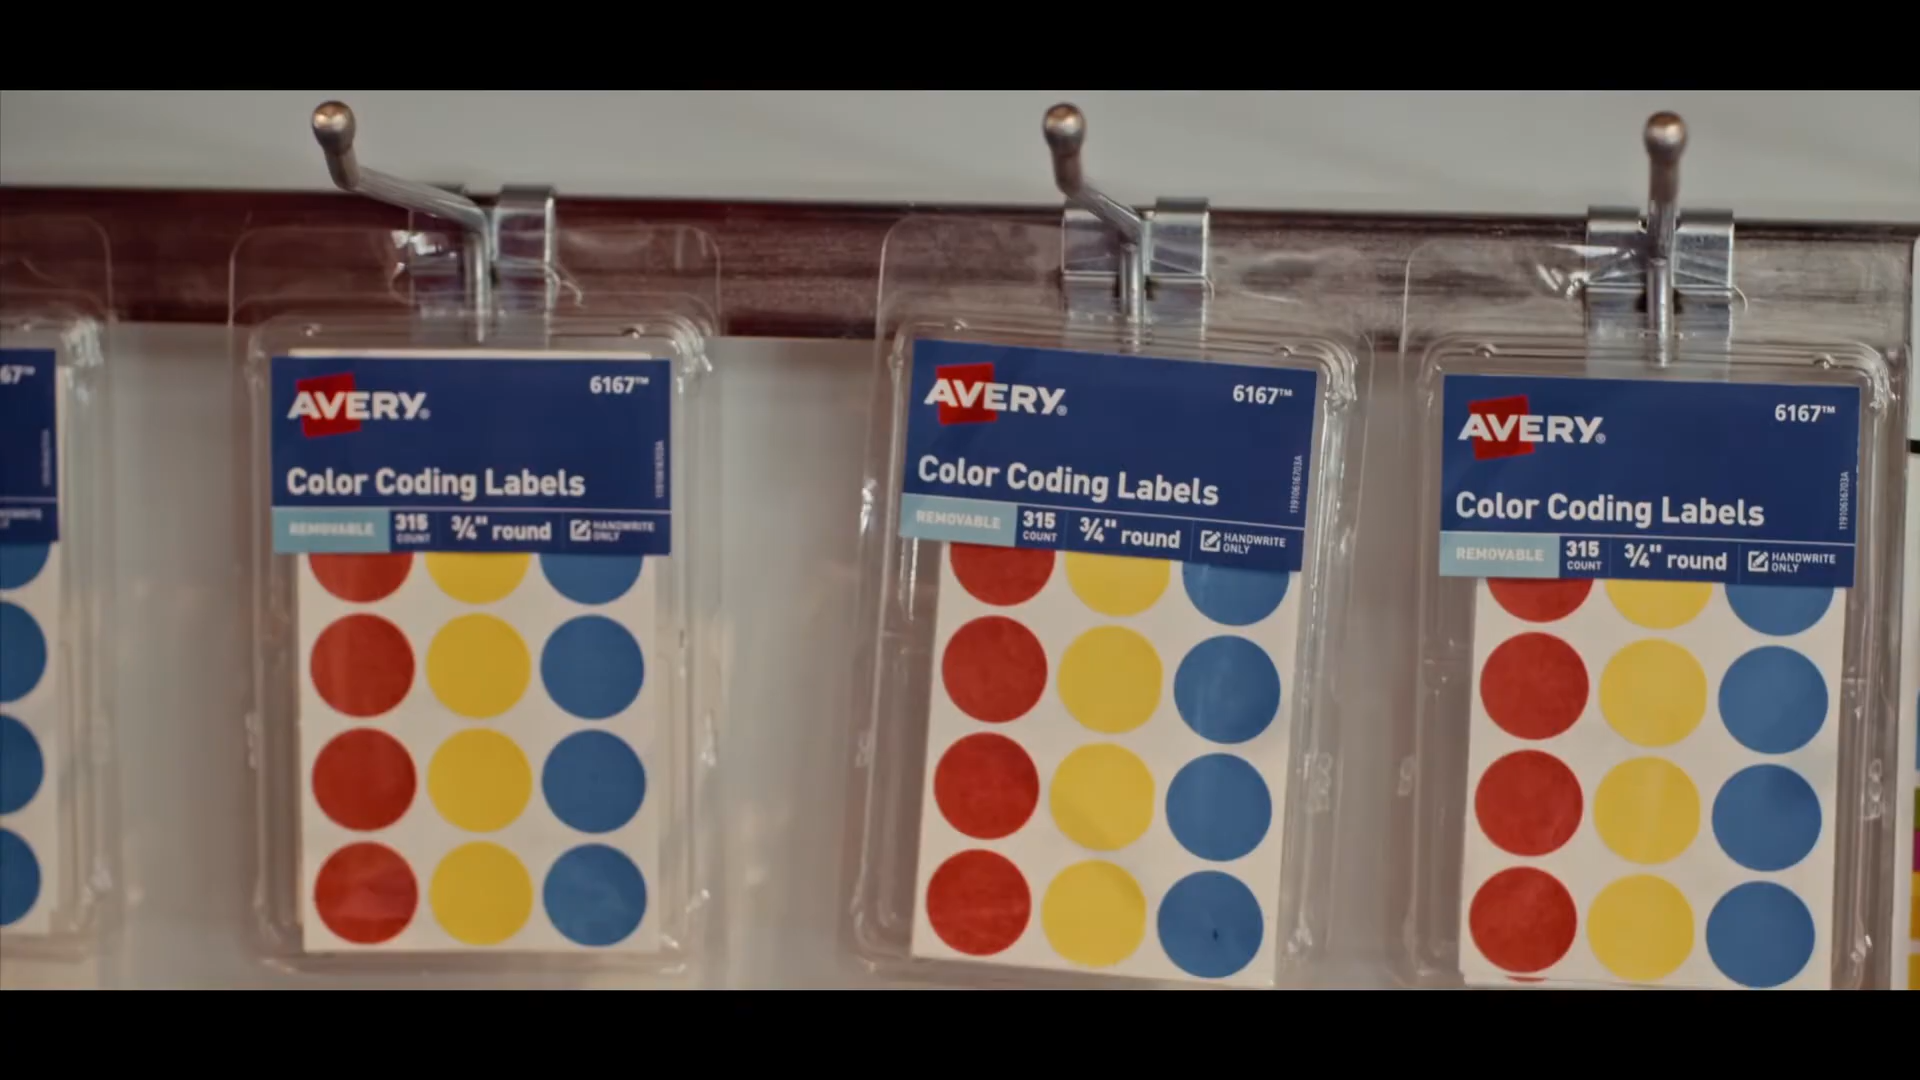 67™
AVERY®
6167™
Color Coding Labels
REMOVABLE
315 COUNT
3/4" round
HANDWRITE ONLY
AVERY®
6167™
Color Coding Labels
REMOVABLE
315 COUNT
3/4" round
HANDWRITE ONLY
AVERY®
6167™
Color Coding Labels
REMOVABLE
315 COUNT
3/4" round
HANDWRITE ONLY